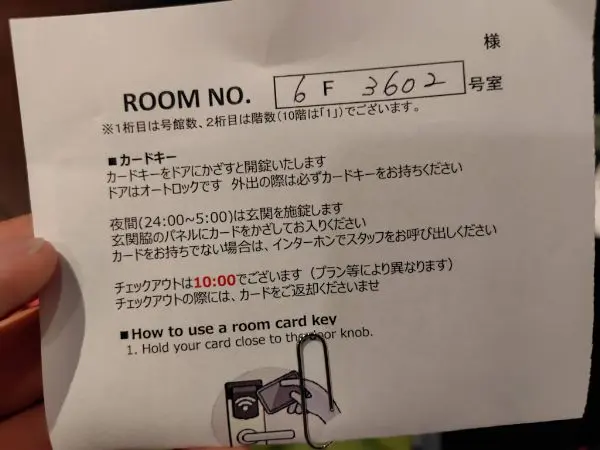 様
ROOM NO. 6 F 3602 号室
※1桁目は号館数、2桁目は階数(10階は「1」)でございます。
■カードキー
カードキーをドアにかざすと開錠いたします
ドアはオートロックです 外出の際は必ずカードキーをお持ちください
夜間(24:00~5:00)は玄関を施錠します
玄関脇のパネルにカードをかざしてお入りください
カードをお持ちでない場合は、インターホンでスタッフをお呼び出しください
チェックアウトは10:00でございます（プラン等により異なります）
チェックアウトの際には、カードをご返却くださいませ
■How to use a room card key
1. Hold your card close to the door knob.